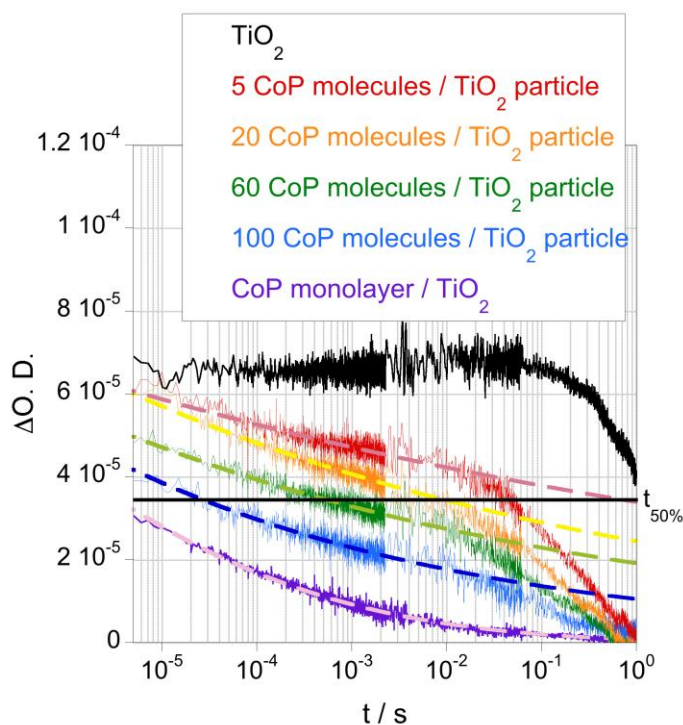 TiO₂
5 CoP molecules / TiO₂ particle
20 CoP molecules / TiO₂ particle
60 CoP molecules / TiO₂ particle
100 CoP molecules / TiO₂ particle
CoP monolayer / TiO₂
1.2 10⁻⁴
1 10⁻⁴
8 10⁻⁵
6 10⁻⁵
4 10⁻⁵
2 10⁻⁵
0
ΔO. D.
t₅₀%
10⁻⁵ 10⁻⁴ 10⁻³ 10⁻² 10⁻¹ 10⁰
t / s